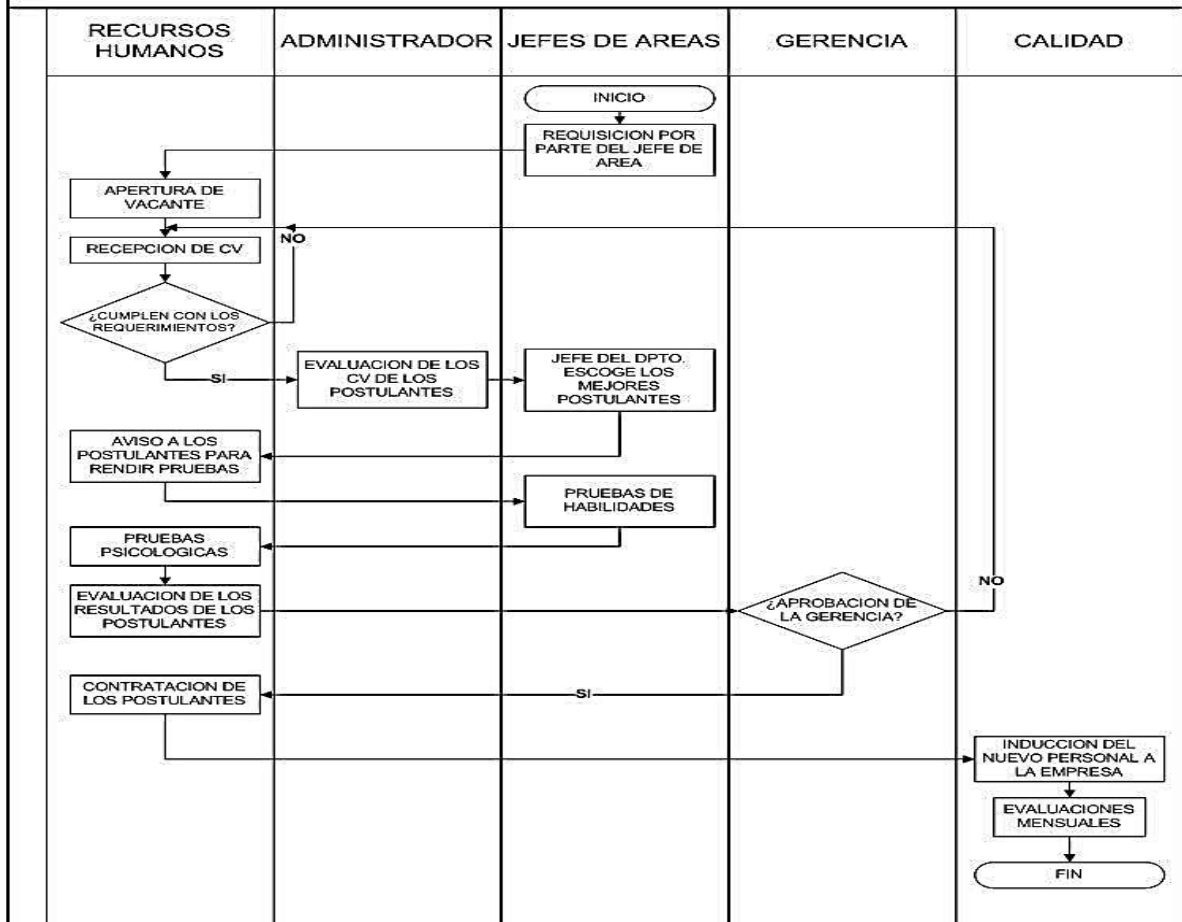 RECURSOS
HUMANOS
ADMINISTRADOR
JEFES DE AREAS
GERENCIA
CALIDAD
INICIO
REQUISICION POR
PARTE DEL JEFE DE
AREA
APERTURA DE
VACANTE
NO
RECEPCION DE CV
¿CUMPLEN CON LOS
REQUERIMIENTOS?
SI
EVALUACION DE LOS
CV DE LOS
POSTULANTES
JEFE DEL DPTO.
ESCOGE LOS
MEJORES
POSTULANTES
AVISO A LOS
POSTULANTES PARA
RENDIR PRUEBAS
PRUEBAS DE
HABILIDADES
PRUEBAS
PSICOLOGICAS
EVALUACION DE LOS
RESULTADOS DE LOS
POSTULANTES
¿APROBACION DE
LA GERENCIA?
NO
SI
CONTRATACION DE
LOS POSTULANTES
INDUCCION DEL
NUEVO PERSONAL A
LA EMPRESA
EVALUACIONES
MENSUALES
FIN